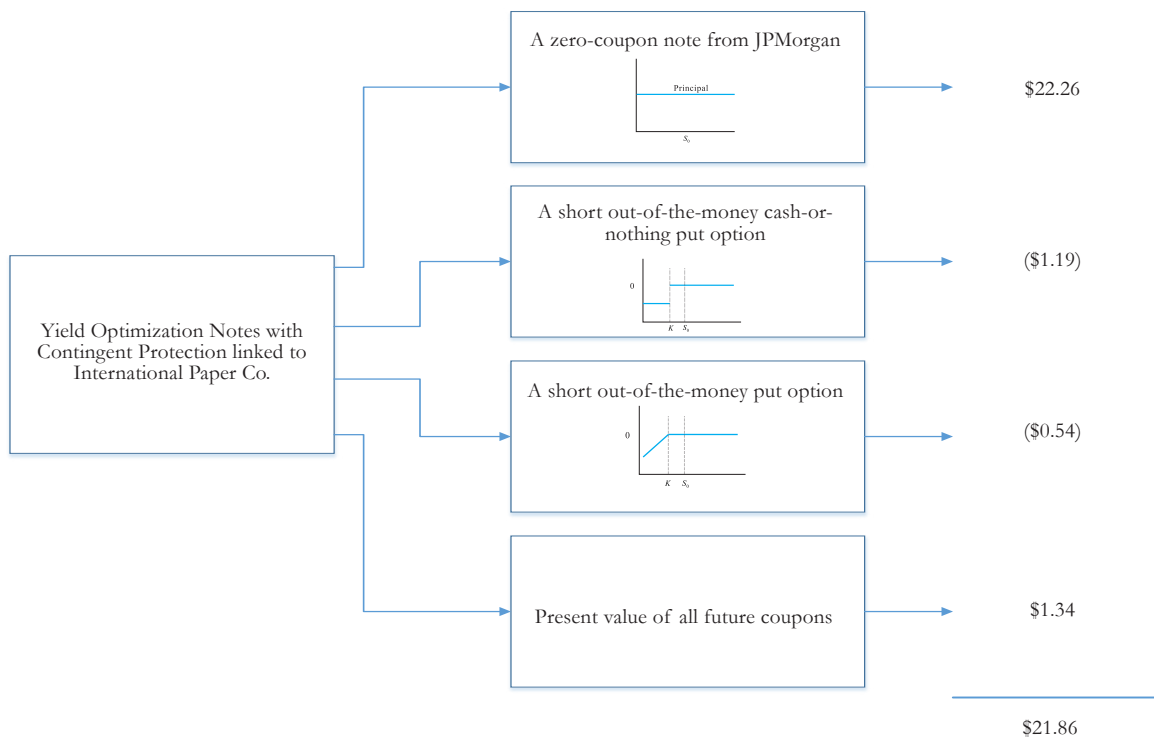 A zero-coupon note from JPMorgan
Principal
S₀
$22.26
A short out-of-the-money cash-or-
nothing put option
0
K S₀
($1.19)
Yield Optimization Notes with
Contingent Protection linked to
International Paper Co.
A short out-of-the-money put option
0
K S₀
($0.54)
Present value of all future coupons
$1.34
$21.86